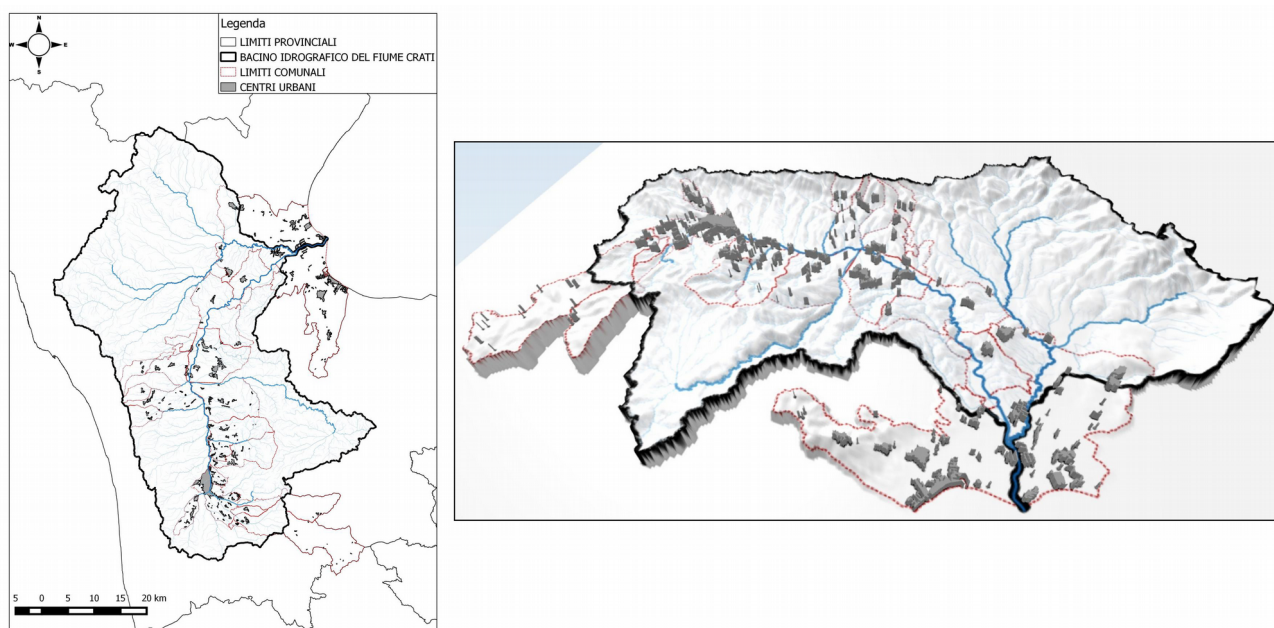 N
W
E
S
Legenda
LIMITI PROVINCIALI
BACINO IDROGRAFICO DEL FIUME CRATI
LIMITI COMUNALI
CENTRI URBANI
5 0 5 10 15 20 km